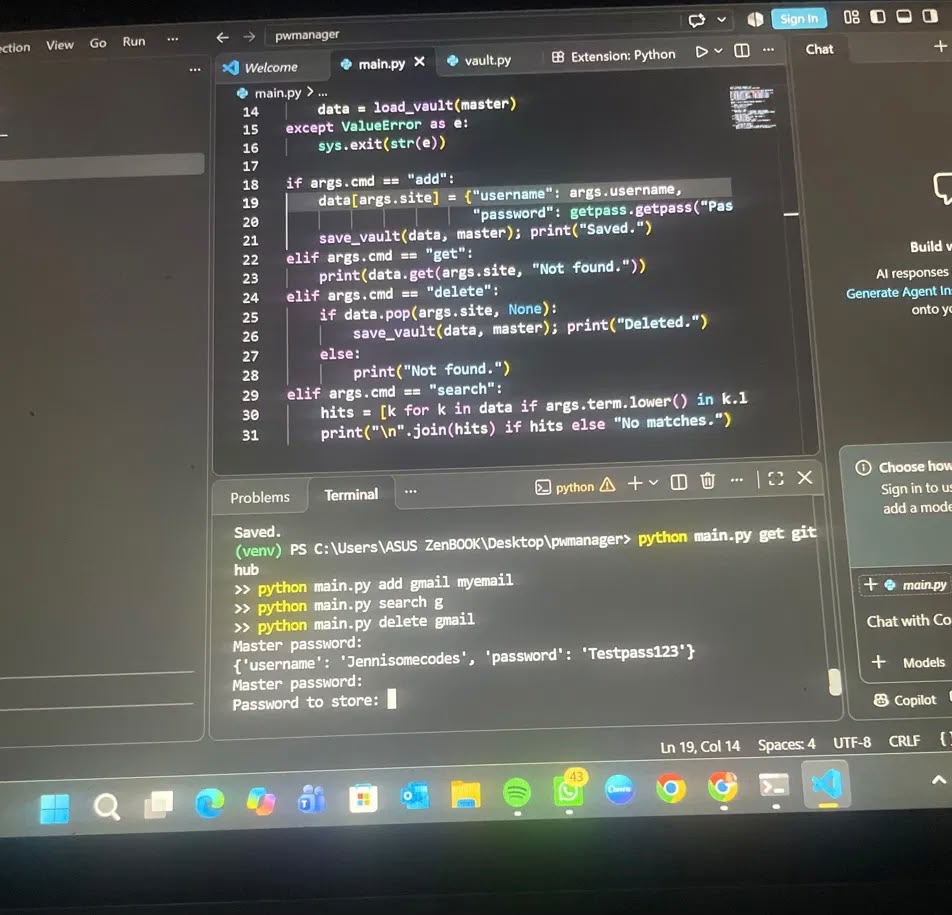 ection View Go Run ...
pwmanager
Sign In
Welcome
main.py
vault.py
Extension: Python
main.py > ...
14 data = load_vault(master)
15 except ValueError as e:
16 sys.exit(str(e))
17
18 if args.cmd == "add":
19 data[args.site] = {"username": args.username,
20 "password": getpass.getpass("Pas
21 save_vault(data, master); print("Saved.")
22 elif args.cmd == "get":
23 print(data.get(args.site, "Not found."))
24 elif args.cmd == "delete":
25 if data.pop(args.site, None):
26 save_vault(data, master); print("Deleted.")
27 else:
28 print("Not found.")
29 elif args.cmd == "search":
30 hits = [k for k in data if args.term.lower() in k.l
31 print("\n".join(hits) if hits else "No matches.")
Problems Terminal ...
python
Saved.
(venv) PS C:\Users\ASUS ZenBOOK\Desktop\pwmanager> python main.py get git
hub
>> python main.py add gmail myemail
>> python main.py search g
>> python main.py delete gmail
Master password:
{'username': 'Jennisomecodes', 'password': 'Testpass123'}
Master password:
Password to store:
Chat
Build w
AI responses
Generate Agent In
onto yo
Choose how
Sign in to us
add a mode
main.py
Chat with Co
Models
Copilot
Ln 19, Col 14 Spaces: 4 UTF-8 CRLF {
43
Canva